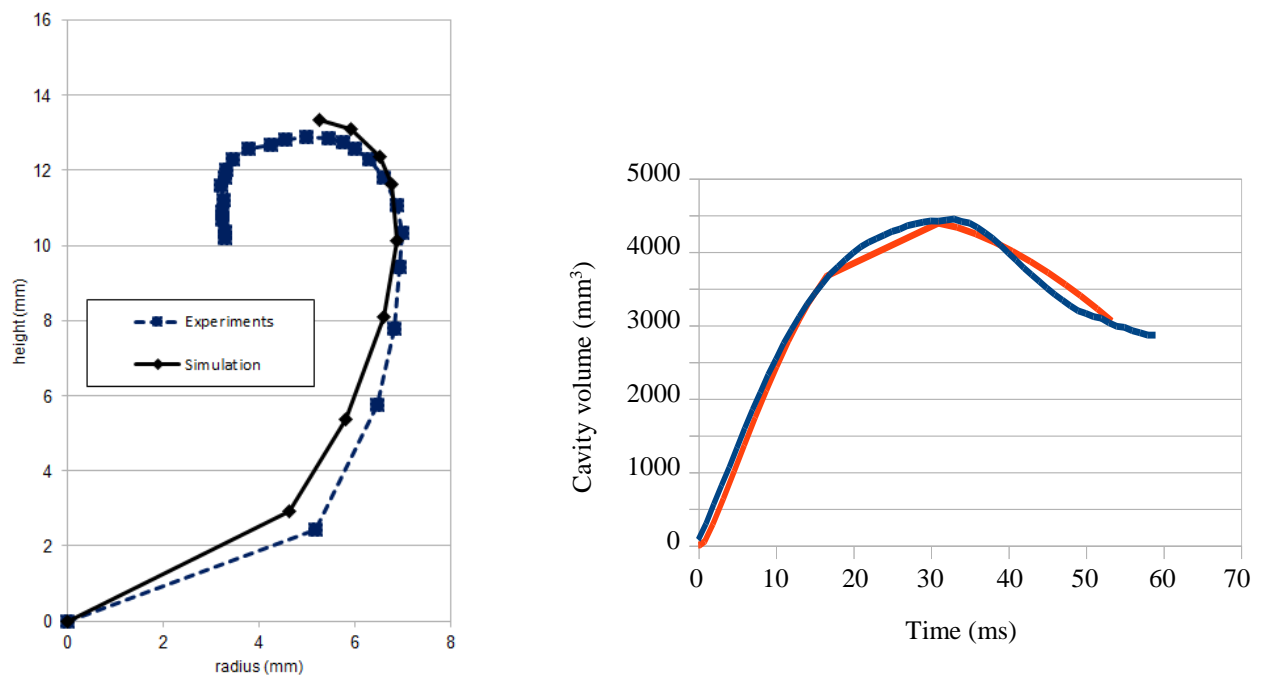 16
14
12
10
8
6
4
2
0
height (mm)
Experiments
Simulation
0 2 4 6 8
radius (mm)
5000
4000
3000
2000
1000
0
Cavity volume (mm³)
0 10 20 30 40 50 60 70
Time (ms)